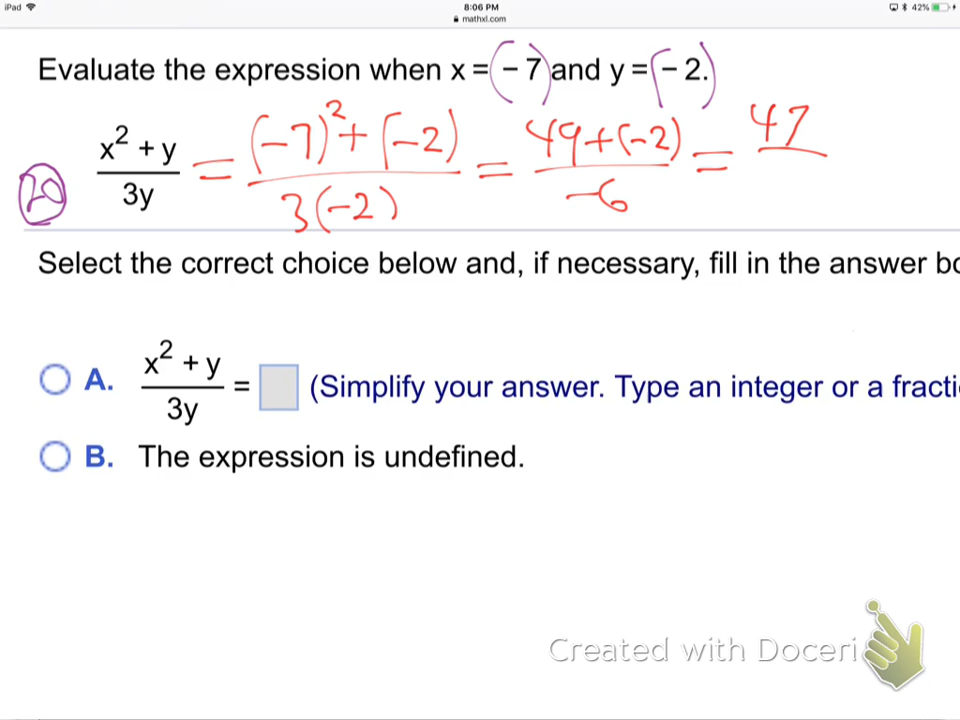 iPad 8:06 PM 42%
mathxl.com
Evaluate the expression when x = (− 7) and y = (− 2.)
20 (x² + y)/(3y) = ((−7)² + (−2))/(3(−2)) = (49 + (−2))/(−6) = 47/
Select the correct choice below and, if necessary, fill in the answer bo
A. (x² + y)/(3y) = (Simplify your answer. Type an integer or a fracti
B. The expression is undefined.
Created with Doceri